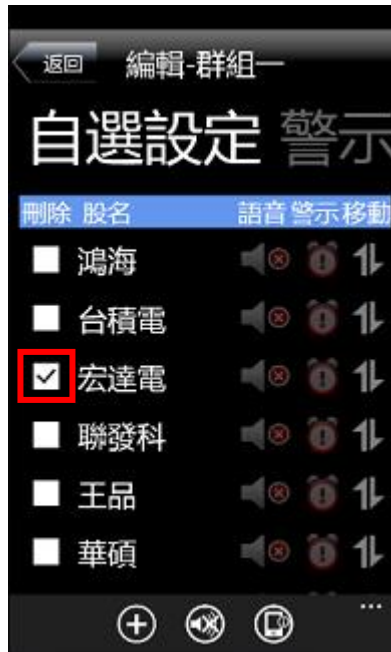 返回 編輯-群組一
自選設定 警示
刪除 股名 語音 警示 移動
鴻海
台積電
宏達電
聯發科
王品
華碩